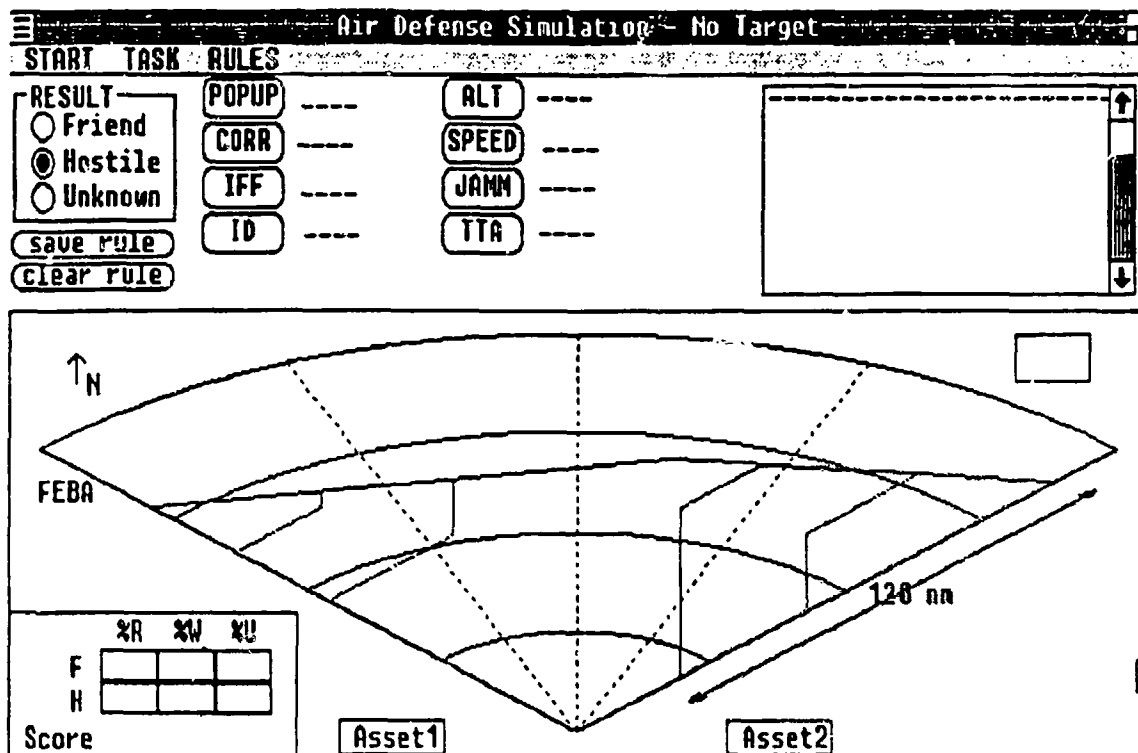 Air Defense Simulation - No Target
START TASK RULES
RESULT
Friend
Hostile
Unknown
save rule
clear rule
POPUP ----
CORR ----
IFF ----
ID ----
ALT ----
SPEED ----
JAMM ----
TTA ----
N
FEBA
120 nm
%R %W %U
F
H
Score
Asset1
Asset2